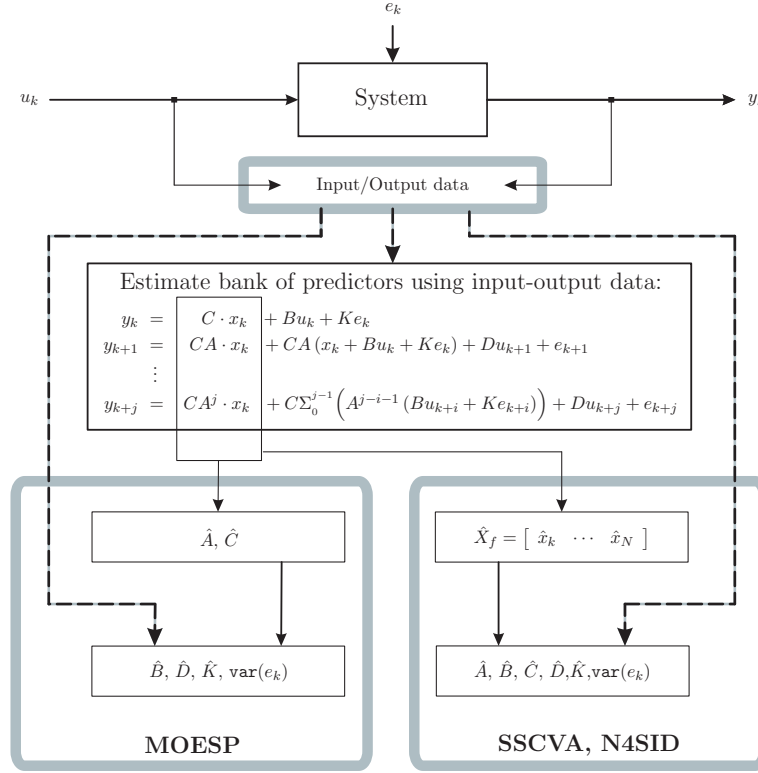 e_k
u_k
System
y
Input/Output data
Estimate bank of predictors using input-output data:
y_k = C · x_k + Bu_k + Ke_k
y_{k+1} = CA · x_k + CA (x_k + Bu_k + Ke_k) + Du_{k+1} + e_{k+1}
⋮
y_{k+j} = CA^j · x_k + CΣ_0^{j-1} (A^{j-i-1} (Bu_{k+i} + Ke_{k+i})) + Du_{k+j} + e_{k+j}
Â, Ĉ
X̂_f = [ x̂_k ⋯ x̂_N ]
B̂, D̂, K̂, var(e_k)
Â, B̂, Ĉ, D̂,K̂,var(e_k)
MOESP
SSCVA, N4SID